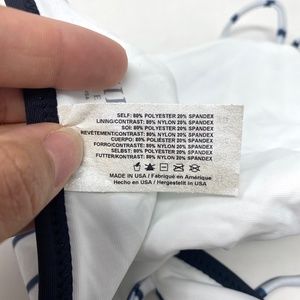 SELF: 80% POLYESTER 20% SPANDEX
LINING/CONTRAST: 80% NYLON 20% SPANDEX
SOI: 80% POLYESTER 20% SPANDEX
REVÊTEMENT/CONTRASTE: 80% NYLON 20% SPANDEX
CUERPO: 80% POLIESTER 20% SPANDEX
FORRO/CONTRASTE: 80% NYLON 20% SPANDEX
SELBST: 80% POLYESTER 20% SPANDEX
FUTTER/KONTRAST: 80% NYLON 20% SPANDEX
MADE IN USA / Fabriqué en Amérique
Hecho en USA / Hergestellt in USA